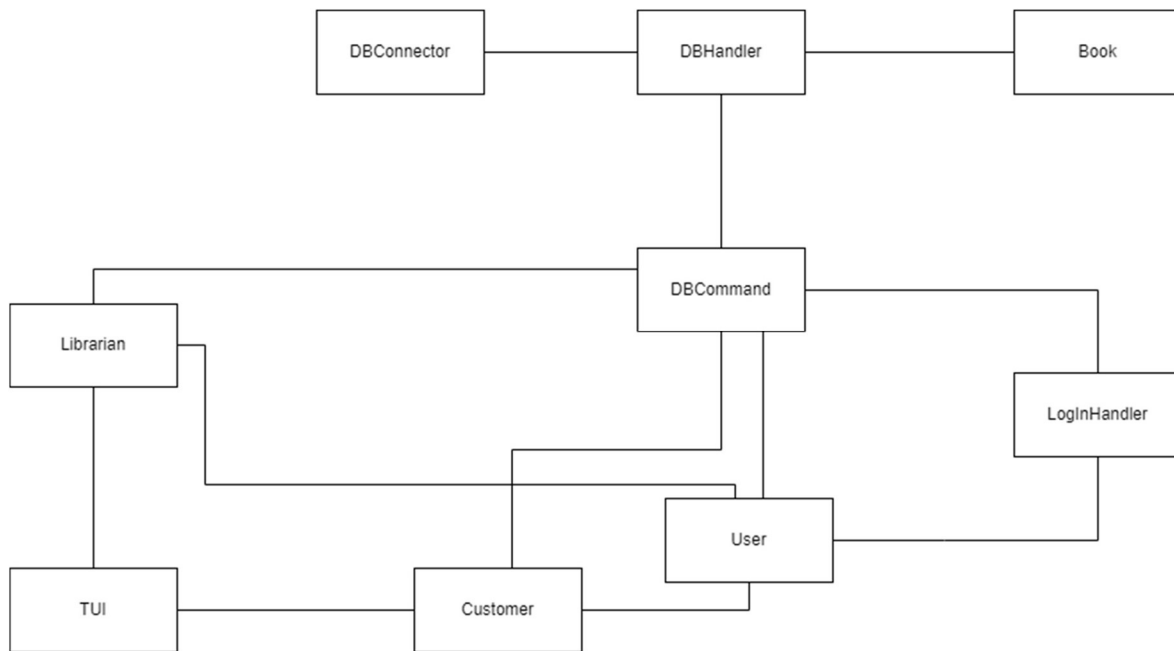 DBConnector
DBHandler
Book
DBCommand
Librarian
LogInHandler
User
TUI
Customer